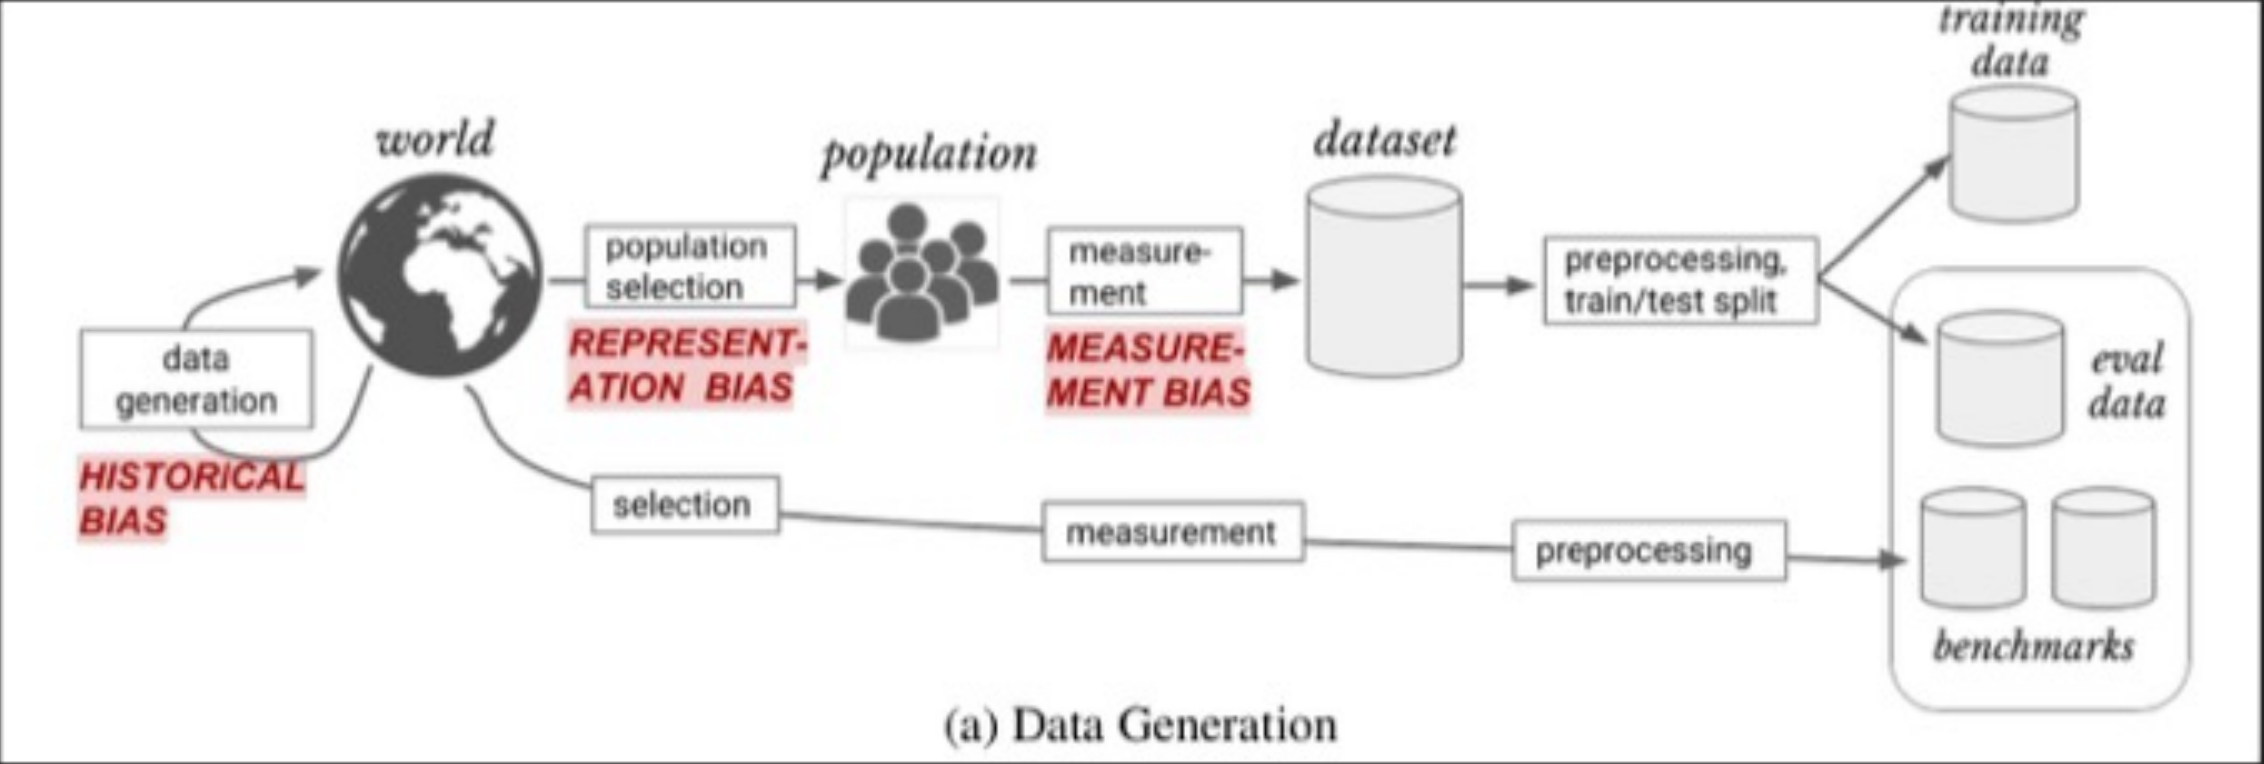 training
data
world
population
dataset
population
selection
measure-
ment
preprocessing,
train/test split
REPRESENT-
ATION BIAS
MEASURE-
MENT BIAS
data
generation
eval
data
HISTORICAL
BIAS
selection
measurement
preprocessing
benchmarks
(a) Data Generation